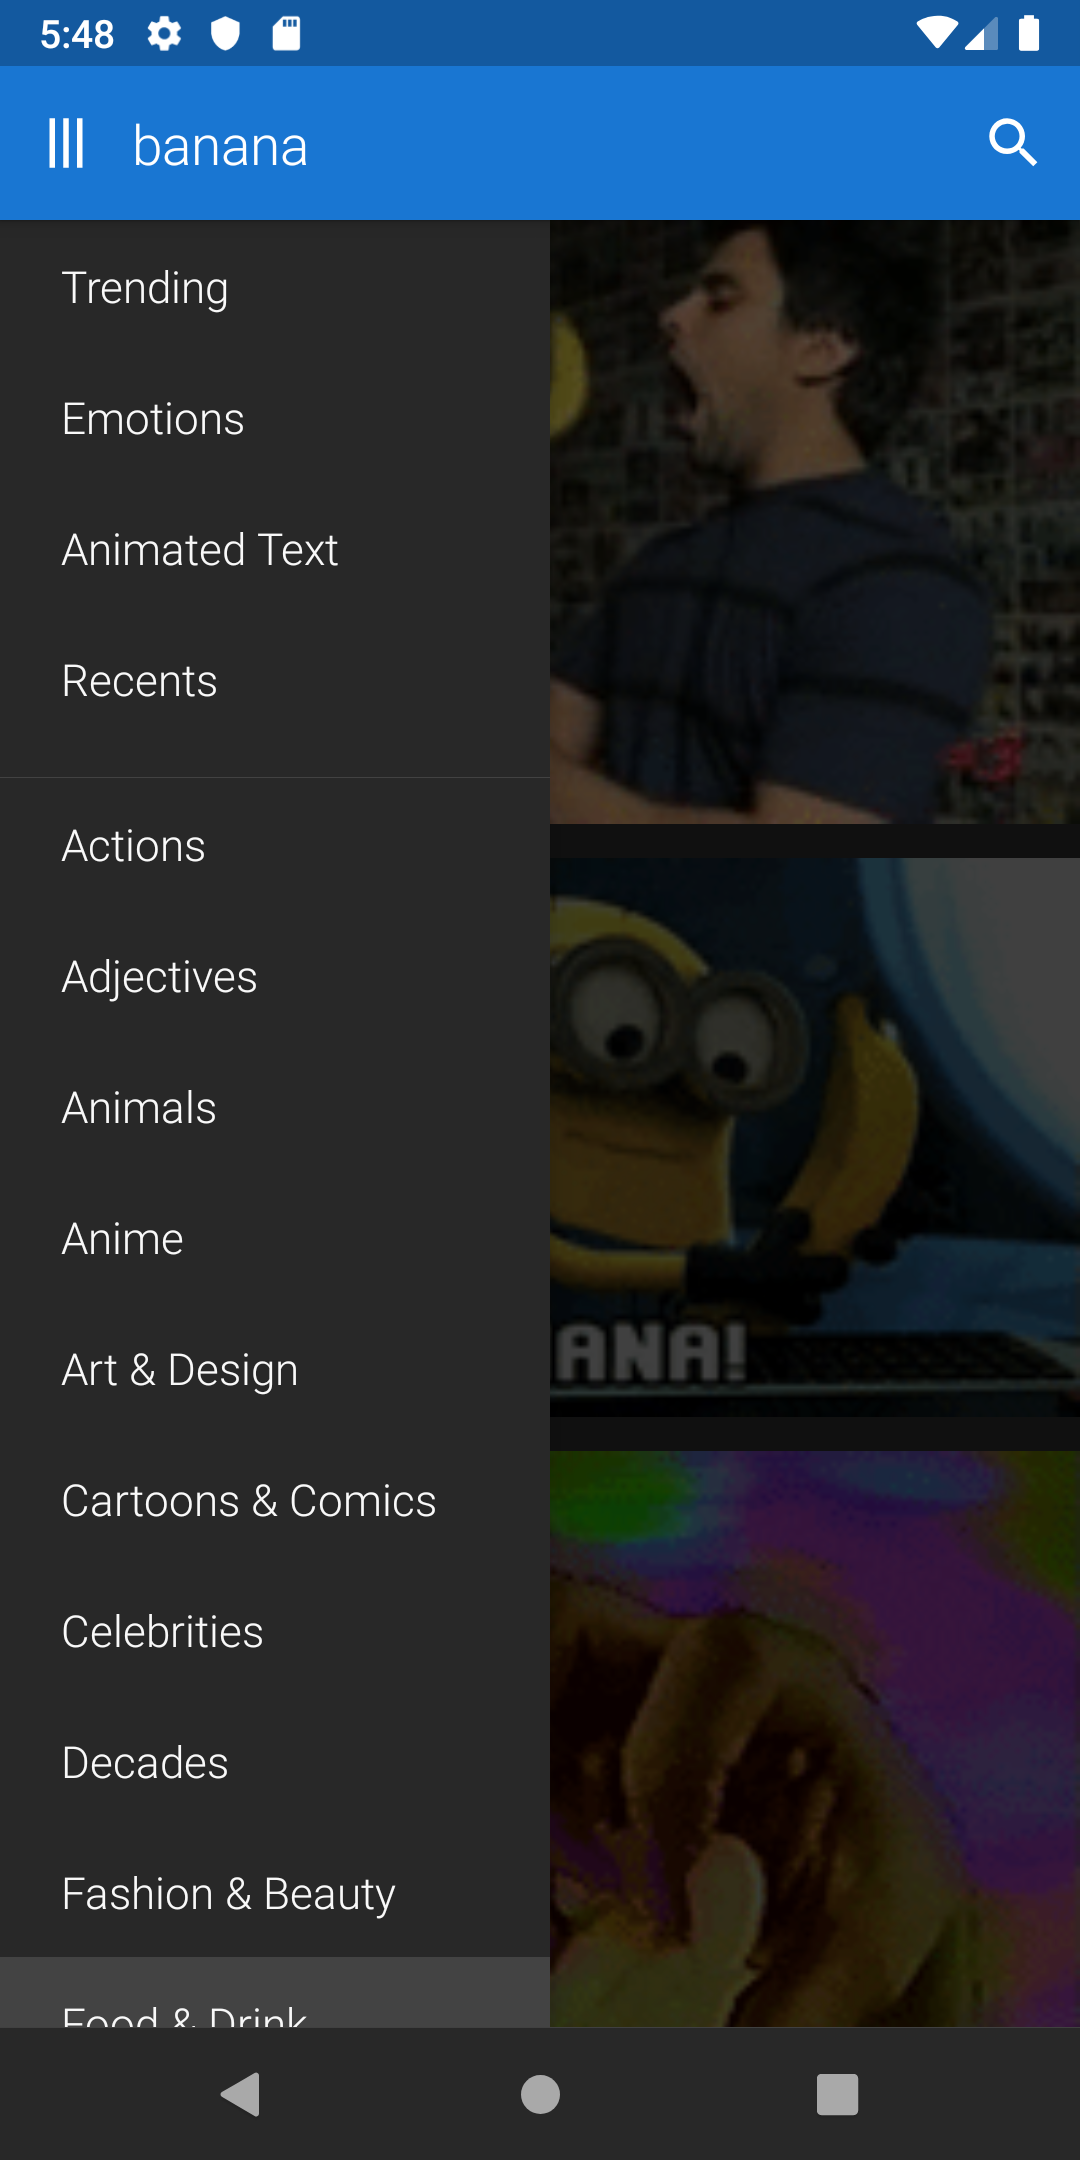 5:48
banana
Trending
Emotions
Animated Text
Recents
<3
Actions
Adjectives
Animals
Anime
ANA!
Art & Design
Cartoons & Comics
Celebrities
Decades
Fashion & Beauty
Food & Drink